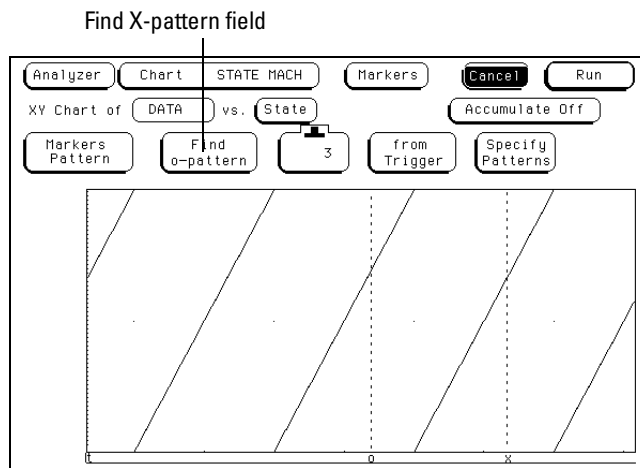 Find X-pattern field
Analyzer Chart STATE MACH Markers Cancel Run
XY Chart of DATA vs. State Accumulate Off
Markers Find 3 from Specify
Pattern o-pattern Trigger Patterns
t o x